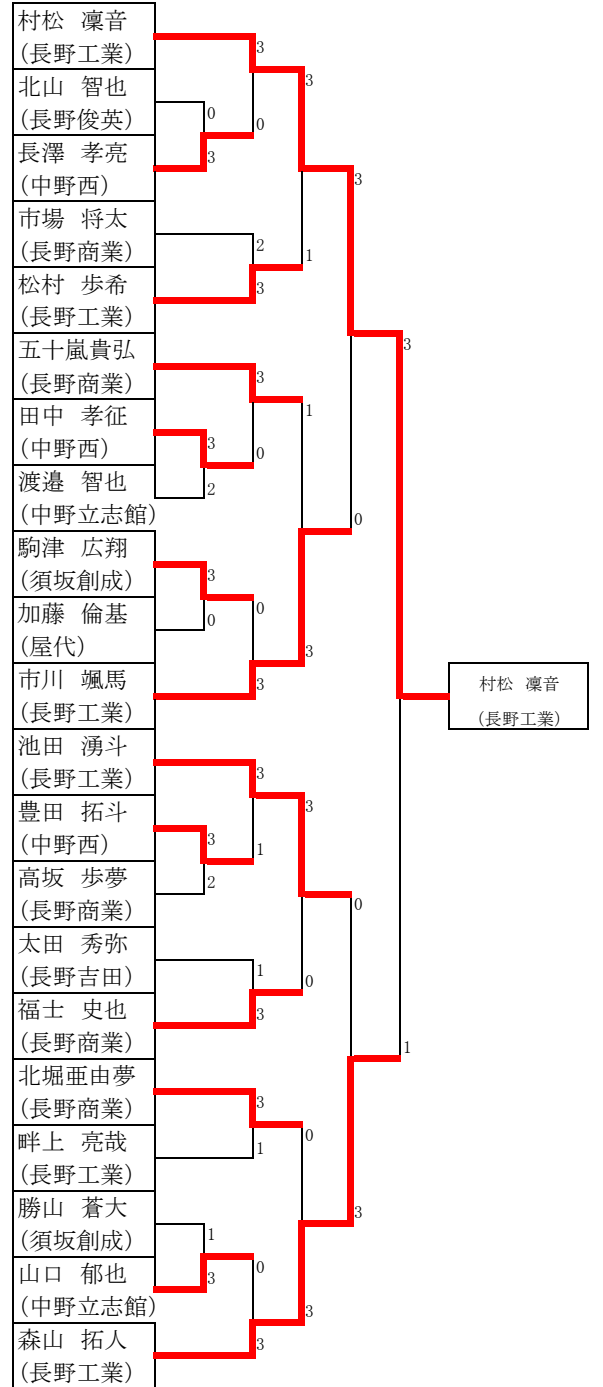 村松 凜音
(長野工業)
北山 智也
(長野俊英)
長澤 孝亮
(中野西)
市場 将太
(長野商業)
松村 歩希
(長野工業)
五十嵐貴弘
(長野商業)
田中 孝征
(中野西)
渡邉 智也
(中野立志館)
駒津 広翔
(須坂創成)
加藤 倫基
(屋代)
市川 颯馬
(長野工業)
池田 湧斗
(長野工業)
豊田 拓斗
(中野西)
高坂 歩夢
(長野商業)
太田 秀弥
(長野吉田)
福士 史也
(長野商業)
北堀亜由夢
(長野商業)
畔上 亮哉
(長野工業)
勝山 蒼大
(須坂創成)
山口 郁也
(中野立志館)
森山 拓人
(長野工業)
0
3
3
2
3
0
3
2
1
3
3
0
2
3
3
0
0
3
3
1
1
3
3
1
0
3
3
1
1
3
3
0
0
3
3
0
0
3
3
1
村松 凜音
(長野工業)